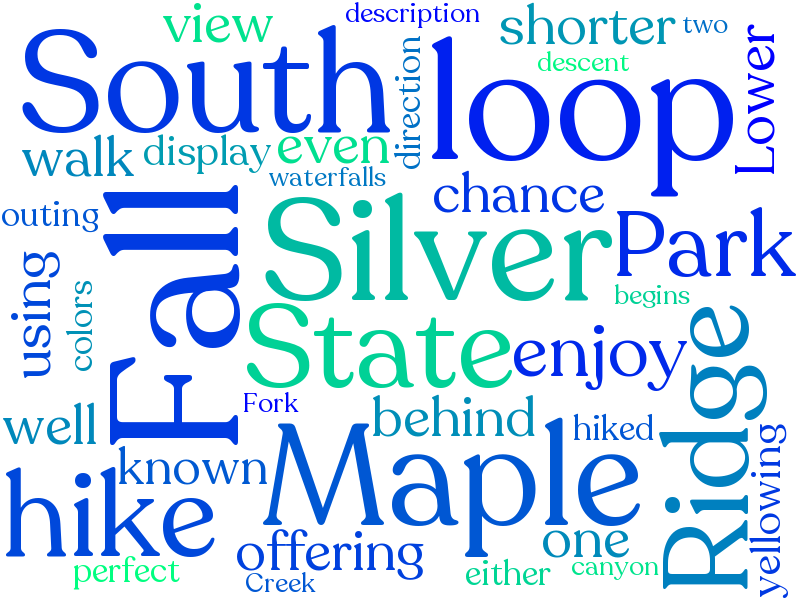 description
view
shorter
two
South
loop
Lower
direction
descent
even
walk
display
waterfalls
chance
outing
Fall
Silver
Park
using
colors
begins
State
enjoy
Ridge
Fork
behind
well
hiked
Maple
yellowing
known
hike
offering
one
perfect
Creek
either
canyon